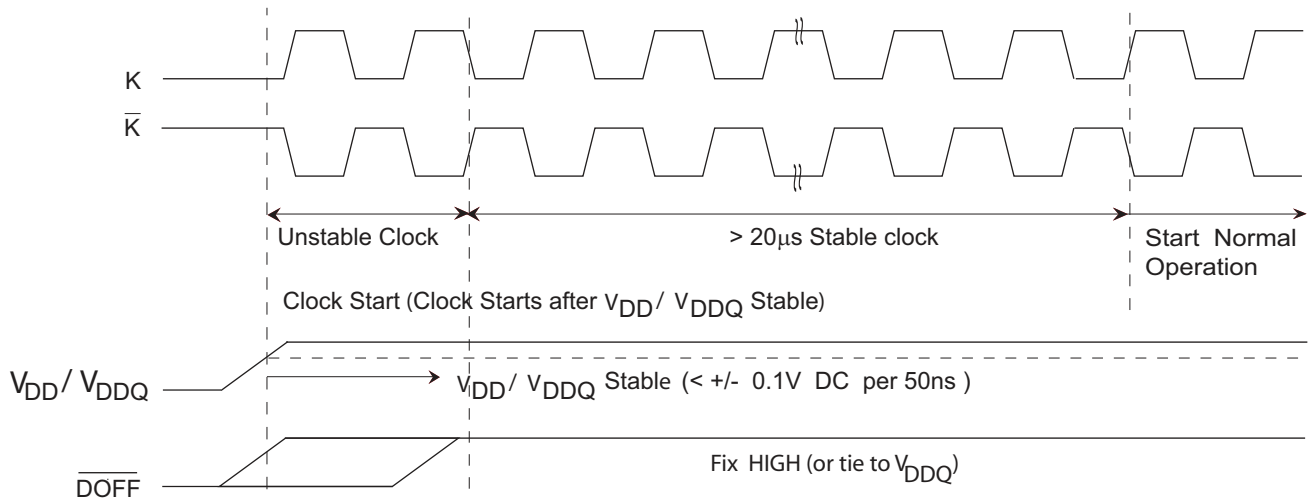 K
K̅
Unstable Clock
> 20μs Stable clock
Start Normal
Operation
Clock Start (Clock Starts after VDD / VDDQ Stable)
VDD / VDDQ
VDD / VDDQ Stable (< +/- 0.1V DC per 50ns )
D̅O̅F̅F̅
Fix HIGH (or tie to VDDQ)